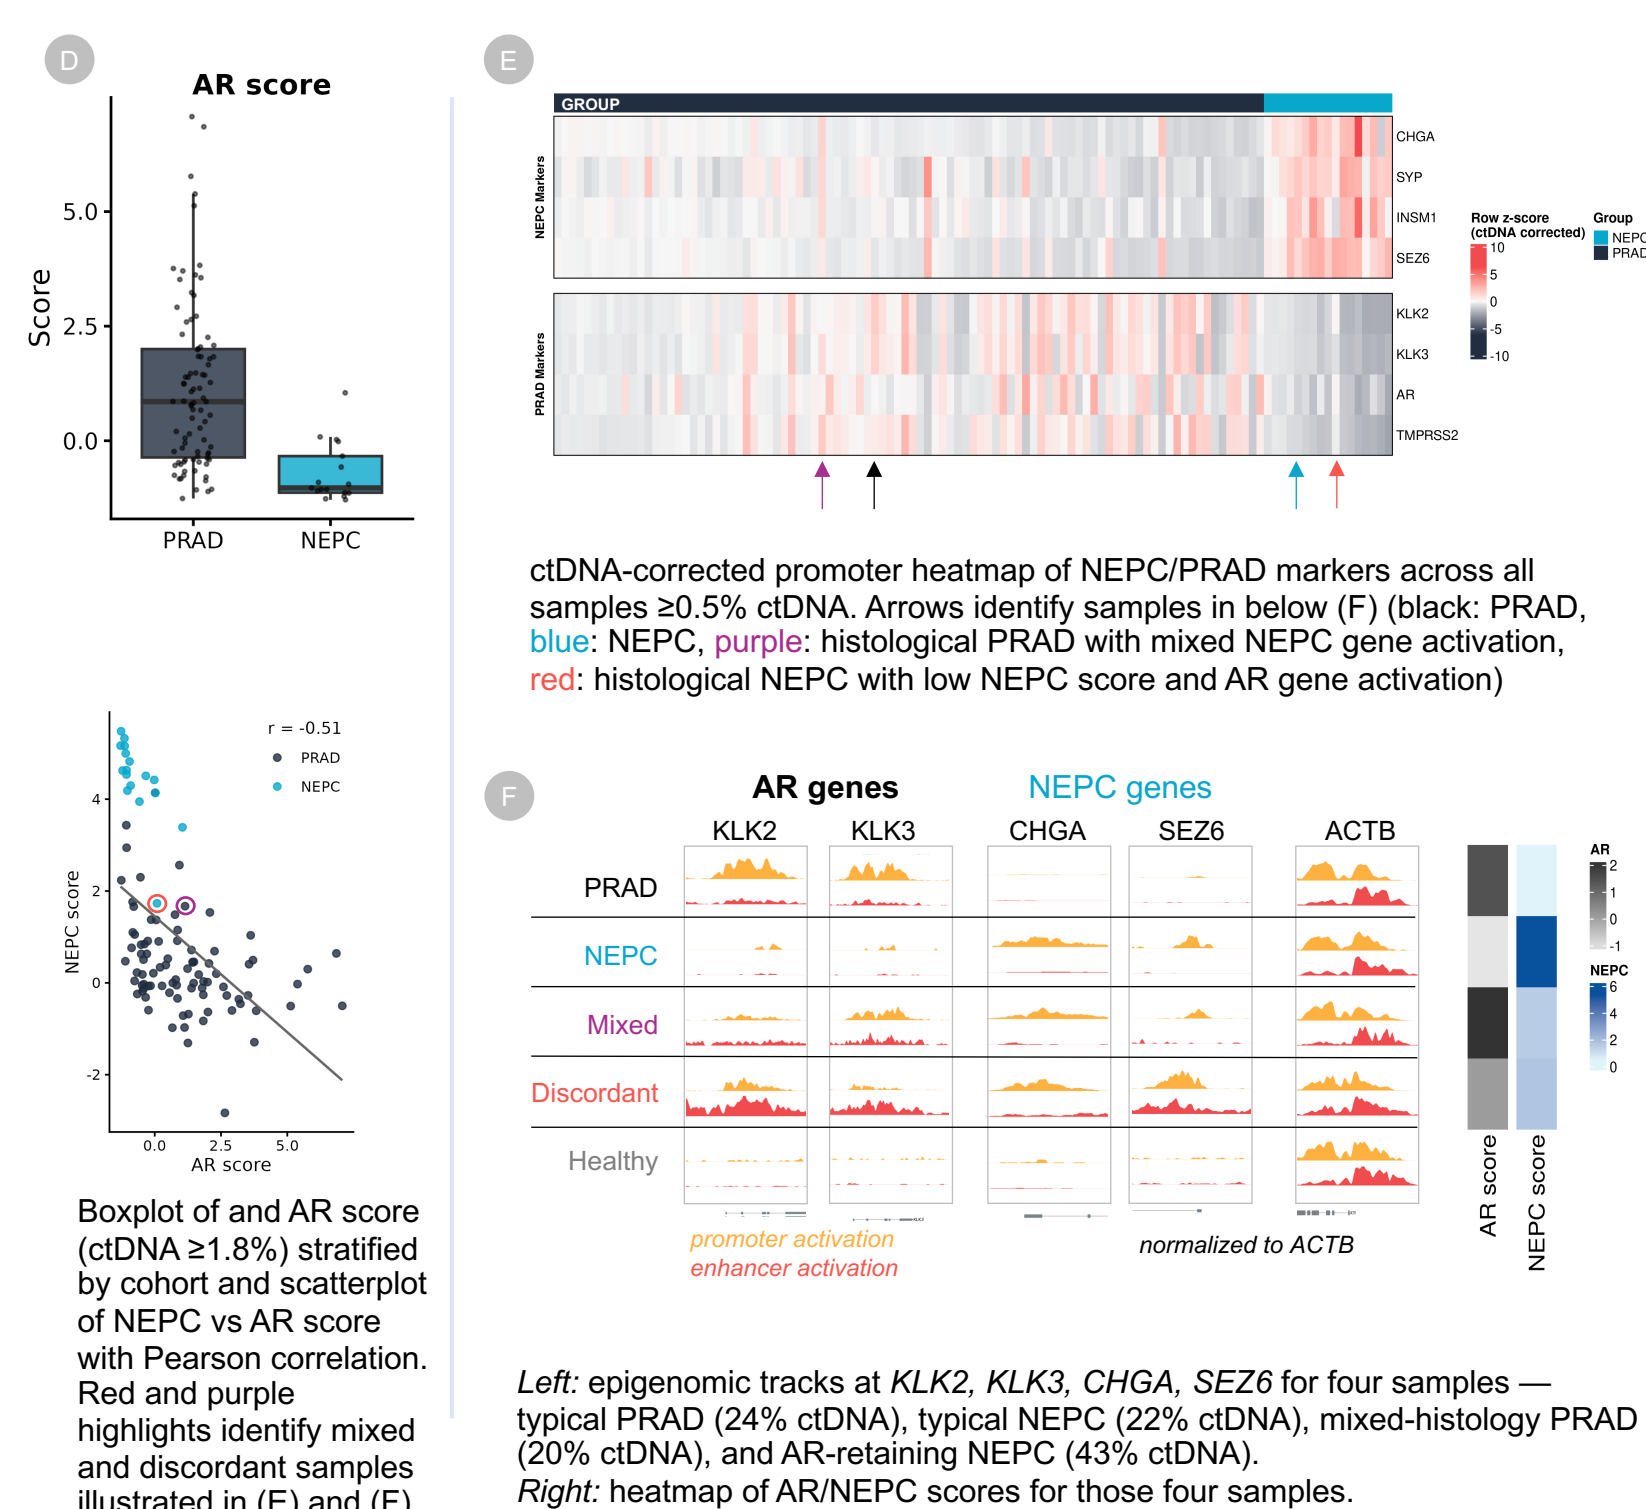 D
AR score
Score
5.0
2.5
0.0
PRAD
NEPC
r = -0.51
PRAD
NEPC
NEPC score
4
2
0
-2
0.0
2.5
5.0
AR score
Boxplot of and AR score
(ctDNA ≥1.8%) stratified
by cohort and scatterplot
of NEPC vs AR score
with Pearson correlation.
Red and purple
highlights identify mixed
and discordant samples
illustrated in (E) and (F)
E
GROUP
NEPC Markers
CHGA
SYP
INSM1
SEZ6
PRAD Markers
KLK2
KLK3
AR
TMPRSS2
Row z-score
(ctDNA corrected)
10
5
0
-5
-10
Group
NEPC
PRAD
ctDNA-corrected promoter heatmap of NEPC/PRAD markers across all
samples ≥0.5% ctDNA. Arrows identify samples in below (F) (black: PRAD,
blue: NEPC, purple: histological PRAD with mixed NEPC gene activation,
red: histological NEPC with low NEPC score and AR gene activation)
F
AR genes
NEPC genes
KLK2
KLK3
CHGA
SEZ6
ACTB
PRAD
NEPC
Mixed
Discordant
Healthy
KLK3
promoter activation
enhancer activation
normalized to ACTB
AR score
NEPC score
AR
2
1
0
-1
NEPC
6
4
2
0
Left: epigenomic tracks at KLK2, KLK3, CHGA, SEZ6 for four samples —
typical PRAD (24% ctDNA), typical NEPC (22% ctDNA), mixed-histology PRAD
(20% ctDNA), and AR-retaining NEPC (43% ctDNA).
Right: heatmap of AR/NEPC scores for those four samples.